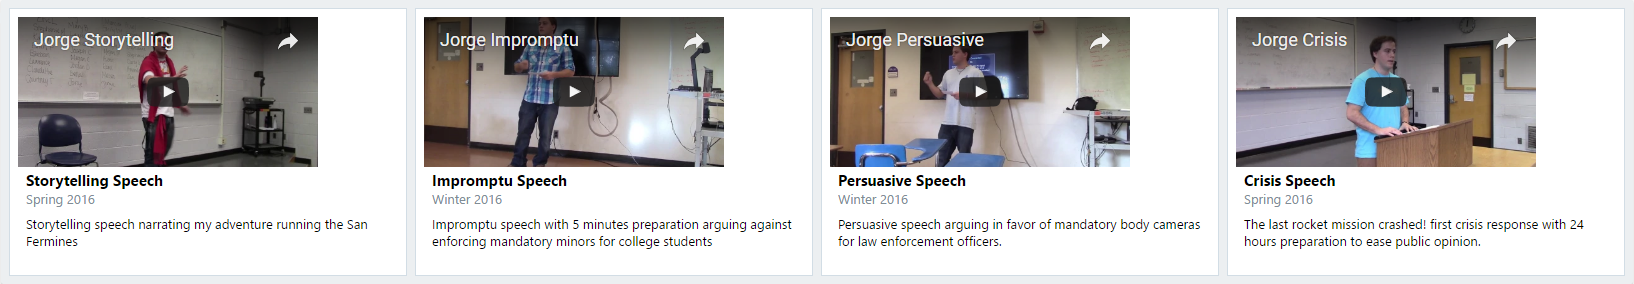 Jorge Storytelling
Storytelling Speech
Spring 2016
Storytelling speech narrating my adventure running the San
Fermines
Jorge Impromptu
Impromptu Speech
Winter 2016
Impromptu speech with 5 minutes preparation arguing against
enforcing mandatory minors for college students
Jorge Persuasive
Persuasive Speech
Winter 2016
Persuasive speech arguing in favor of mandatory body cameras
for law enforcement officers.
Jorge Crisis
Crisis Speech
Spring 2016
The last rocket mission crashed! first crisis response with 24
hours preparation to ease public opinion.